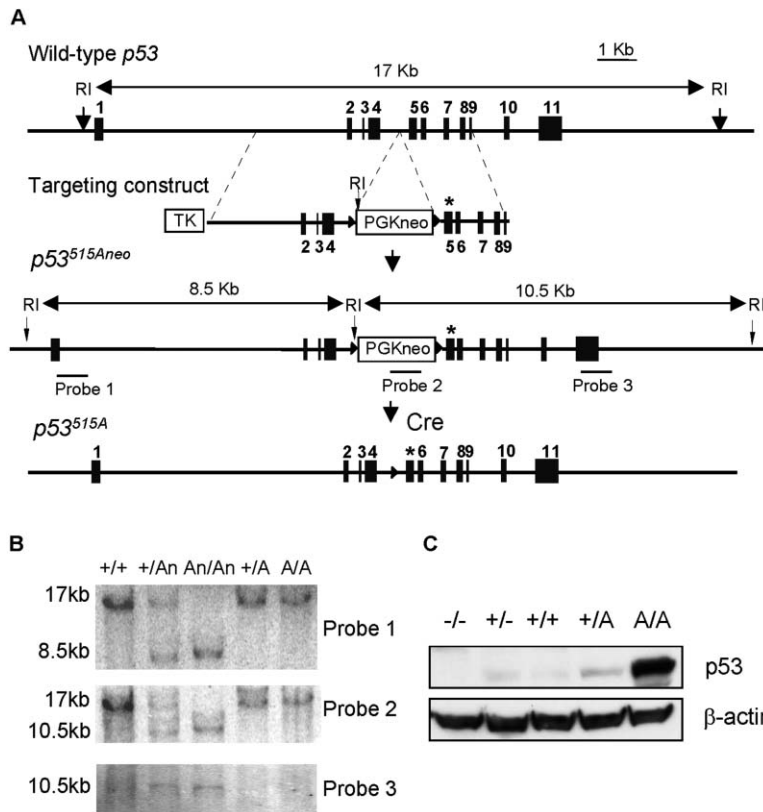 A
Wild-type p53
1 Kb
17 Kb
RI RI
1 2 3 4 5 6 7 8 9 10 11
Targeting construct
RI
TK PGKneo *
2 3 4 5 6 7 8 9
p53^515Aneo
8.5 Kb 10.5 Kb
RI RI RI
PGKneo *
Probe 1 Probe 2 Probe 3
p53^515A
Cre
1 2 3 4 * 6 7 8 9 10 11
B
+/+ +/An An/An +/A A/A
17kb
Probe 1
8.5kb
17kb
Probe 2
10.5kb
10.5kb Probe 3
C
-/- +/- +/+ +/A A/A
p53
β-actin